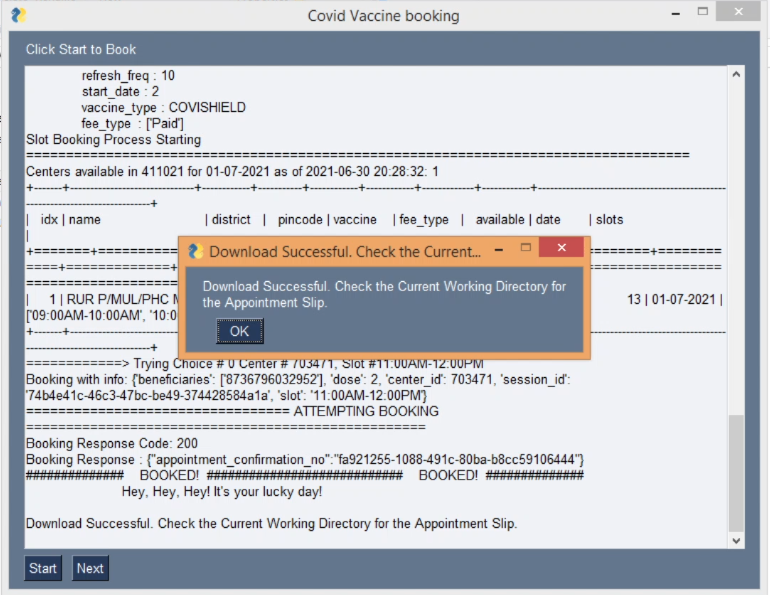 Covid Vaccine booking
Click Start to Book
refresh_freq : 10
start_date : 2
vaccine_type : COVISHIELD
fee_type : ['Paid']
Slot Booking Process Starting
===================================================================================
Centers available in 411021 for 01-07-2021 as of 2021-06-30 20:28:32: 1
| idx | name | district | pincode | vaccine | fee_type | available | date | slots
|
Download Successful. Check the Current...
Download Successful. Check the Current Working Directory for
the Appointment Slip.
OK
| 1 | RUR P/MUL/PHC 13 | 01-07-2021 |
['09:00AM-10:00AM', '10:0
============> Trying Choice # 0 Center # 703471, Slot #11:00AM-12:00PM
Booking with info: {'beneficiaries': ['8736796032952'], 'dose': 2, 'center_id': 703471, 'session_id':
'74b4e41c-46c3-47bc-be49-374428584a1a', 'slot': '11:00AM-12:00PM'}
================================= ATTEMPTING BOOKING
==================================================
Booking Response Code: 200
Booking Response : {"appointment_confirmation_no":"fa921255-1088-491c-80ba-b8cc59106444"}
############## BOOKED! ############################ BOOKED! ##############
Hey, Hey, Hey! It's your lucky day!
Download Successful. Check the Current Working Directory for the Appointment Slip.
Start Next